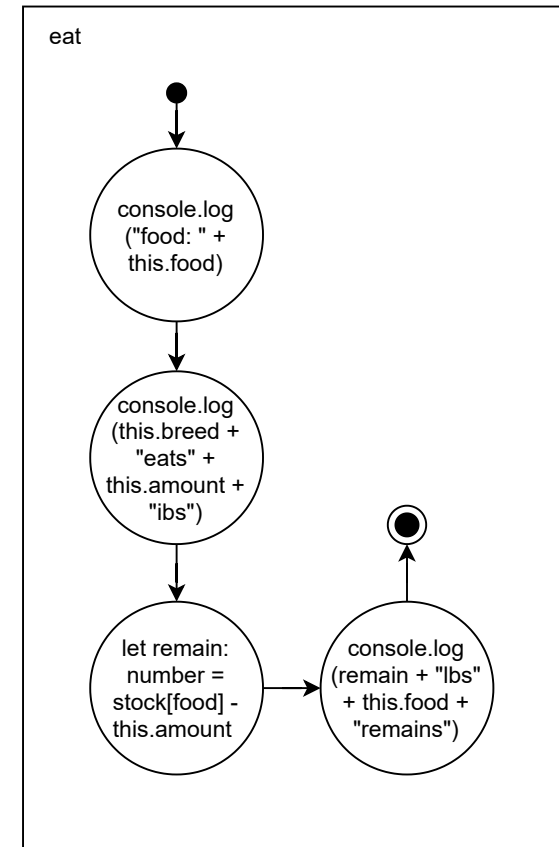 eat
console.log
("food: " +
this.food)
console.log
(this.breed +
"eats" +
this.amount +
"ibs")
let remain:
number =
stock[food] -
this.amount
console.log
(remain + "lbs"
+ this.food +
"remains")